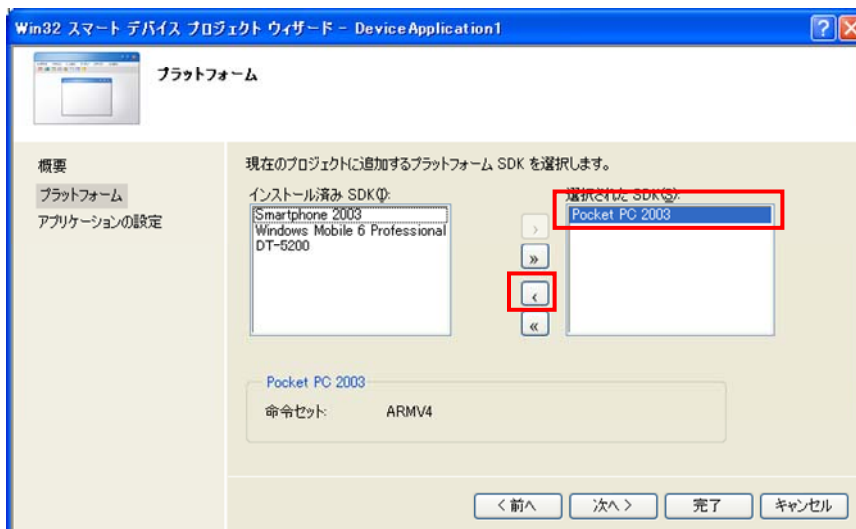 Win32 スマート デバイス プロジェクト ウィザード - DeviceApplication1
プラットフォーム
概要
プラットフォーム
アプリケーションの設定
現在のプロジェクトに追加するプラットフォーム SDK を選択します。
インストール済み SDK(I):
Smartphone 2003
Windows Mobile 6 Professional
DT-5200
>
»
<
«
選択された SDK(S):
Pocket PC 2003
Pocket PC 2003
命令セット: ARMV4
< 前へ
次へ >
完了
キャンセル